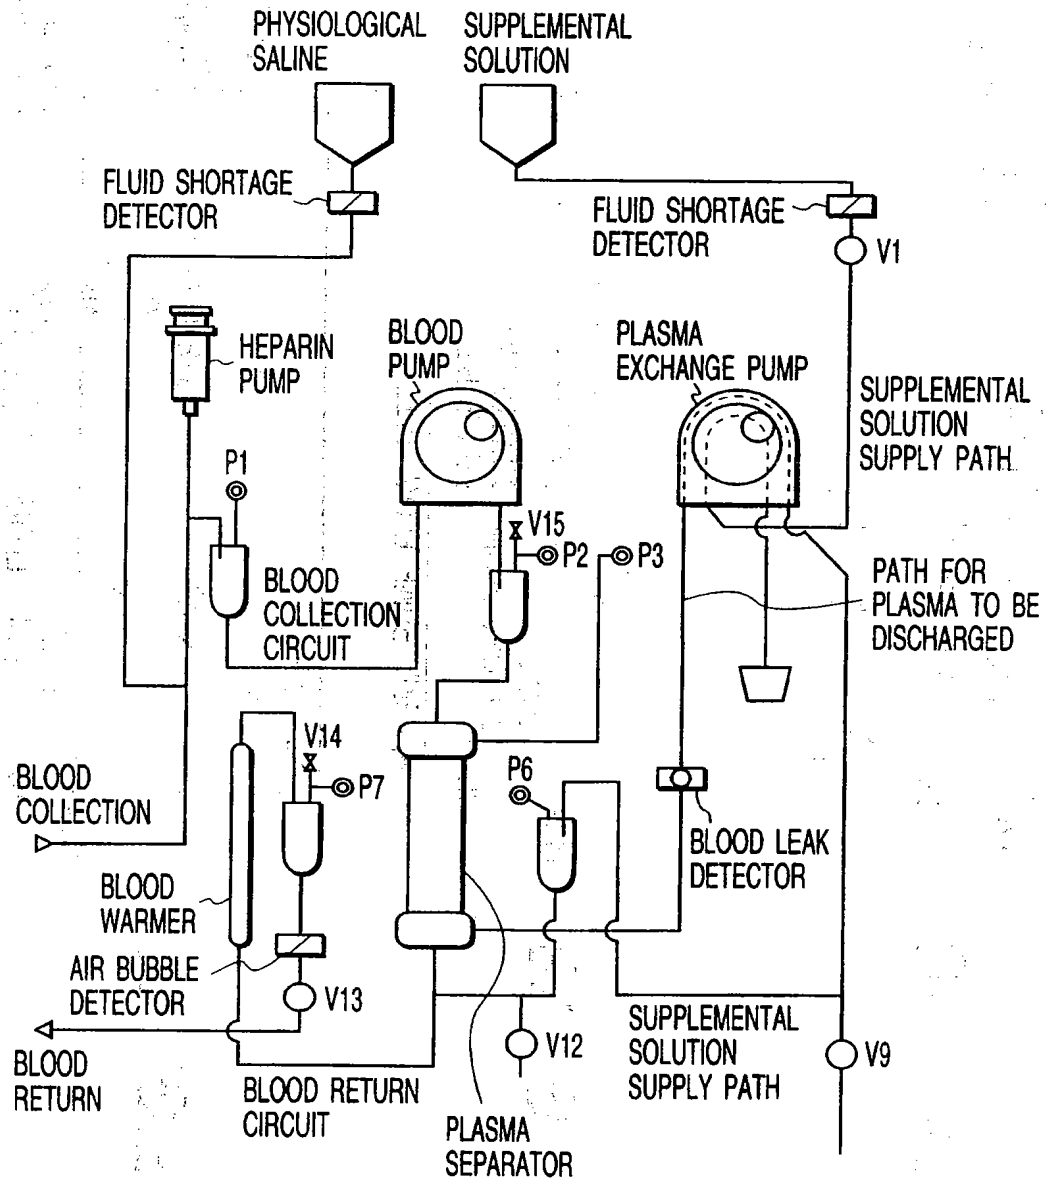 PHYSIOLOGICAL
SALINE
SUPPLEMENTAL
SOLUTION
FLUID SHORTAGE
DETECTOR
FLUID SHORTAGE
DETECTOR
V1
HEPARIN
PUMP
BLOOD
PUMP
PLASMA
EXCHANGE PUMP
SUPPLEMENTAL
SOLUTION
SUPPLY PATH
P1
V15
P2
P3
BLOOD
COLLECTION
CIRCUIT
PATH FOR
PLASMA TO BE
DISCHARGED
V14
P7
P6
BLOOD
COLLECTION
BLOOD LEAK
DETECTOR
BLOOD
WARMER
AIR BUBBLE
DETECTOR
V13
V12
SUPPLEMENTAL
SOLUTION
SUPPLY PATH
V9
BLOOD
RETURN
BLOOD RETURN
CIRCUIT
PLASMA
SEPARATOR